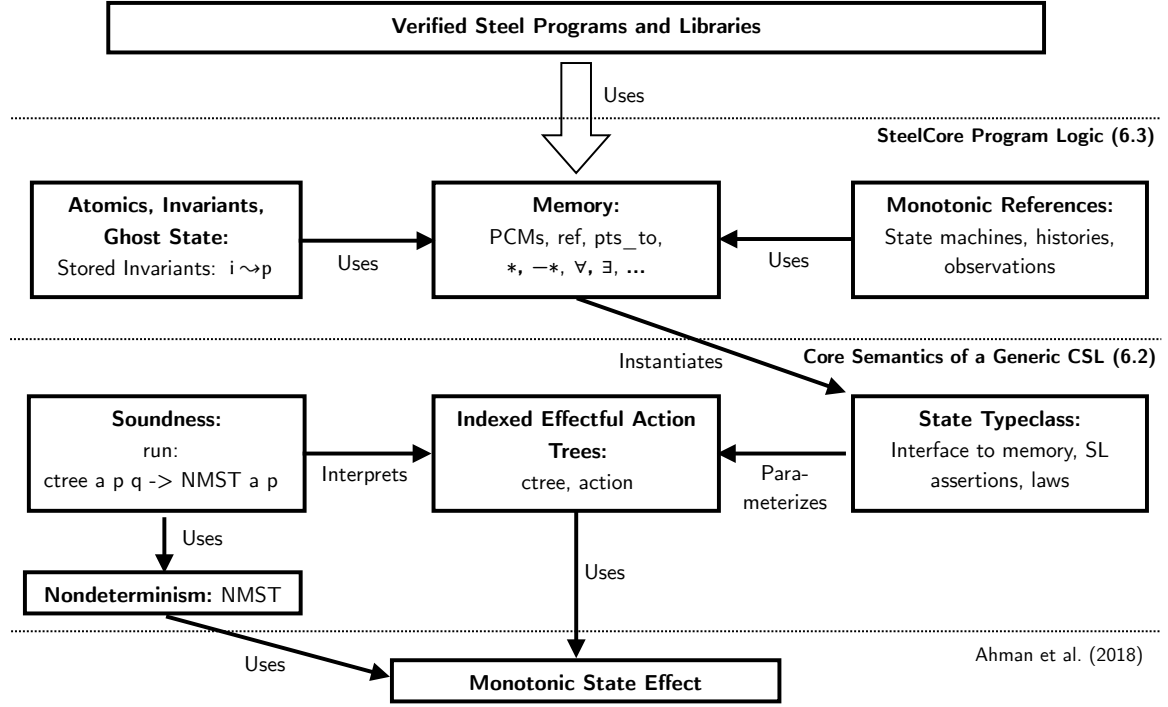 Verified Steel Programs and Libraries
Uses
SteelCore Program Logic (6.3)
Atomics, Invariants,
Ghost State:
Stored Invariants: i ⤳ p
Uses
Memory:
PCMs, ref, pts_to,
∗, −∗, ∀, ∃, ...
Uses
Monotonic References:
State machines, histories,
observations
Instantiates
Core Semantics of a Generic CSL (6.2)
Soundness:
run:
ctree a p q -> NMST a p
Interprets
Indexed Effectful Action
Trees:
ctree, action
Para-
meterizes
State Typeclass:
Interface to memory, SL
assertions, laws
Uses
Nondeterminism: NMST
Uses
Uses
Ahman et al. (2018)
Monotonic State Effect